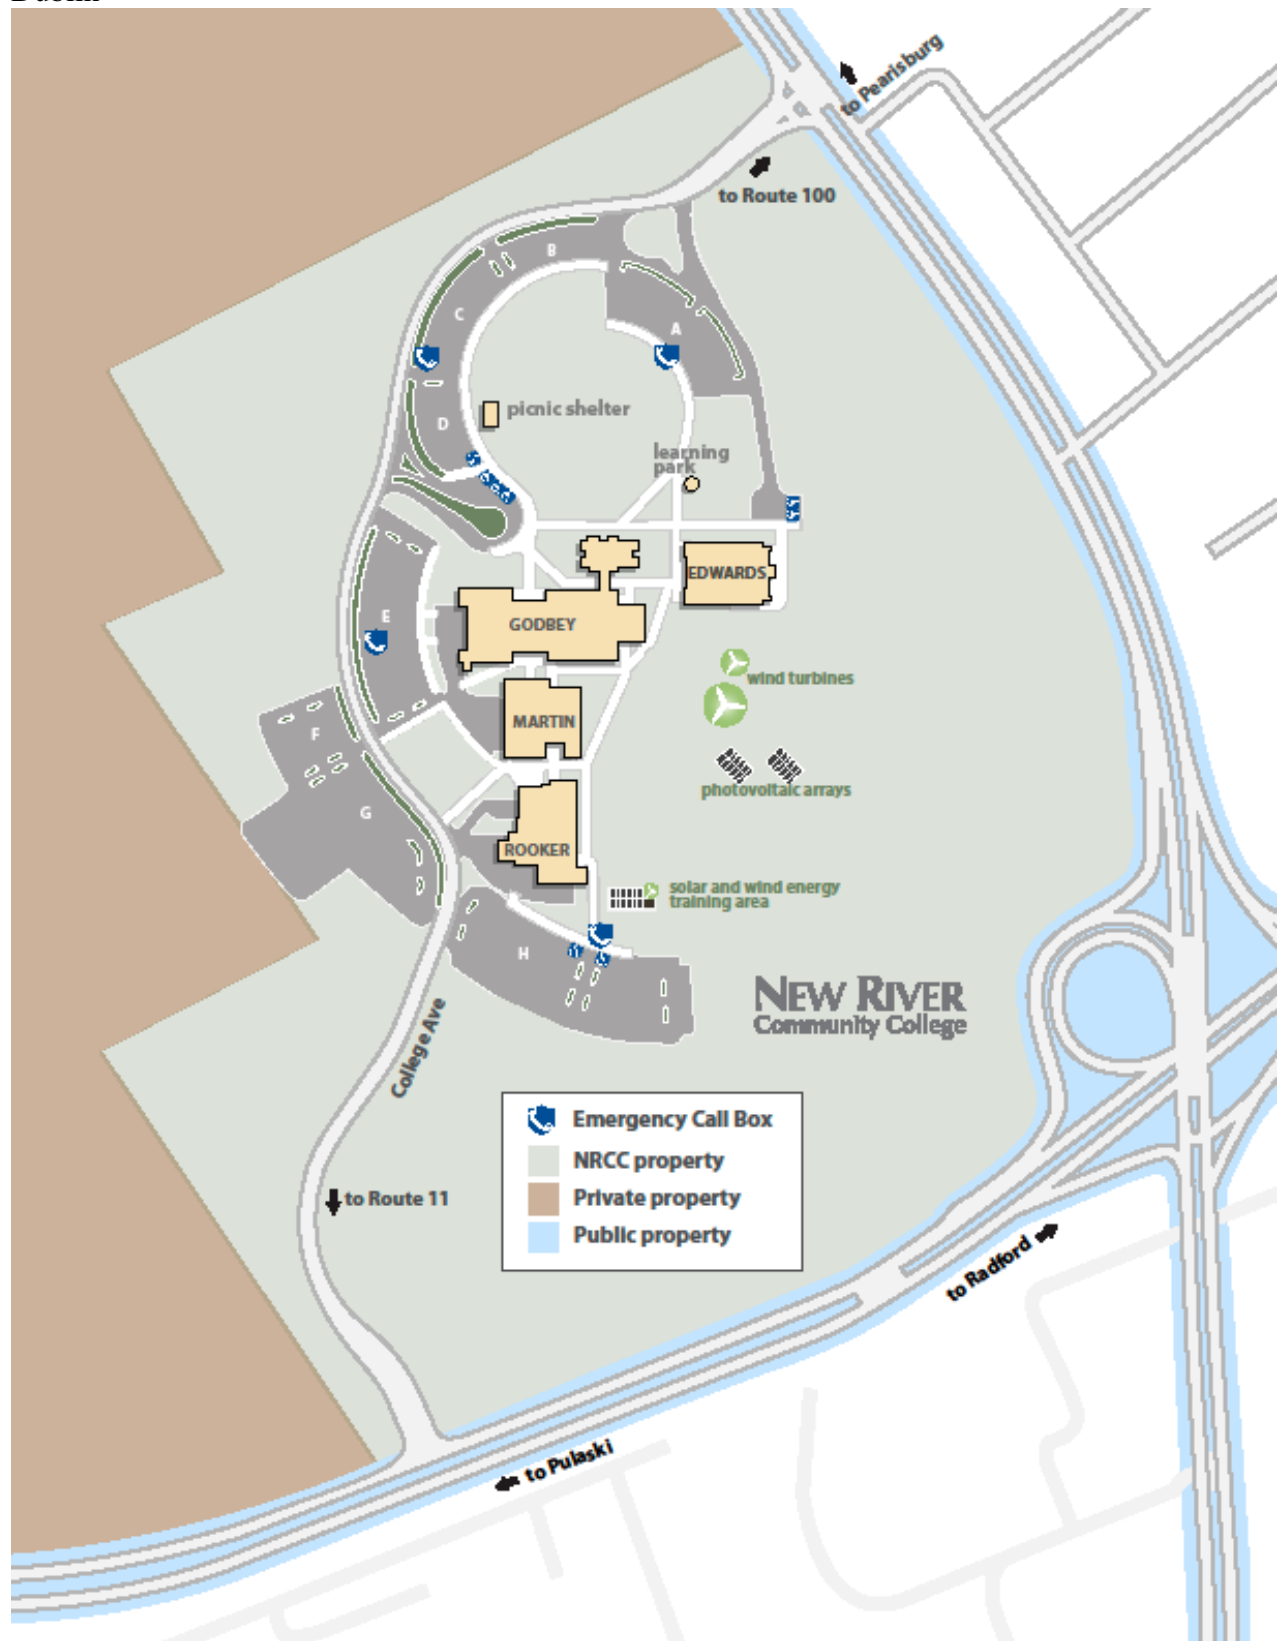 Dublin
to Pearisburg
to Route 100
B
C
A
D
picnic shelter
learning
park
EDWARDS
E
GODBEY
wind turbines
MARTIN
F
photovoltaic arrays
G
ROOKER
solar and wind energy
training area
H
NEW RIVER
Community College
College Ave
Emergency Call Box
NRCC property
to Route 11
Private property
Public property
to Radford
to Pulaski